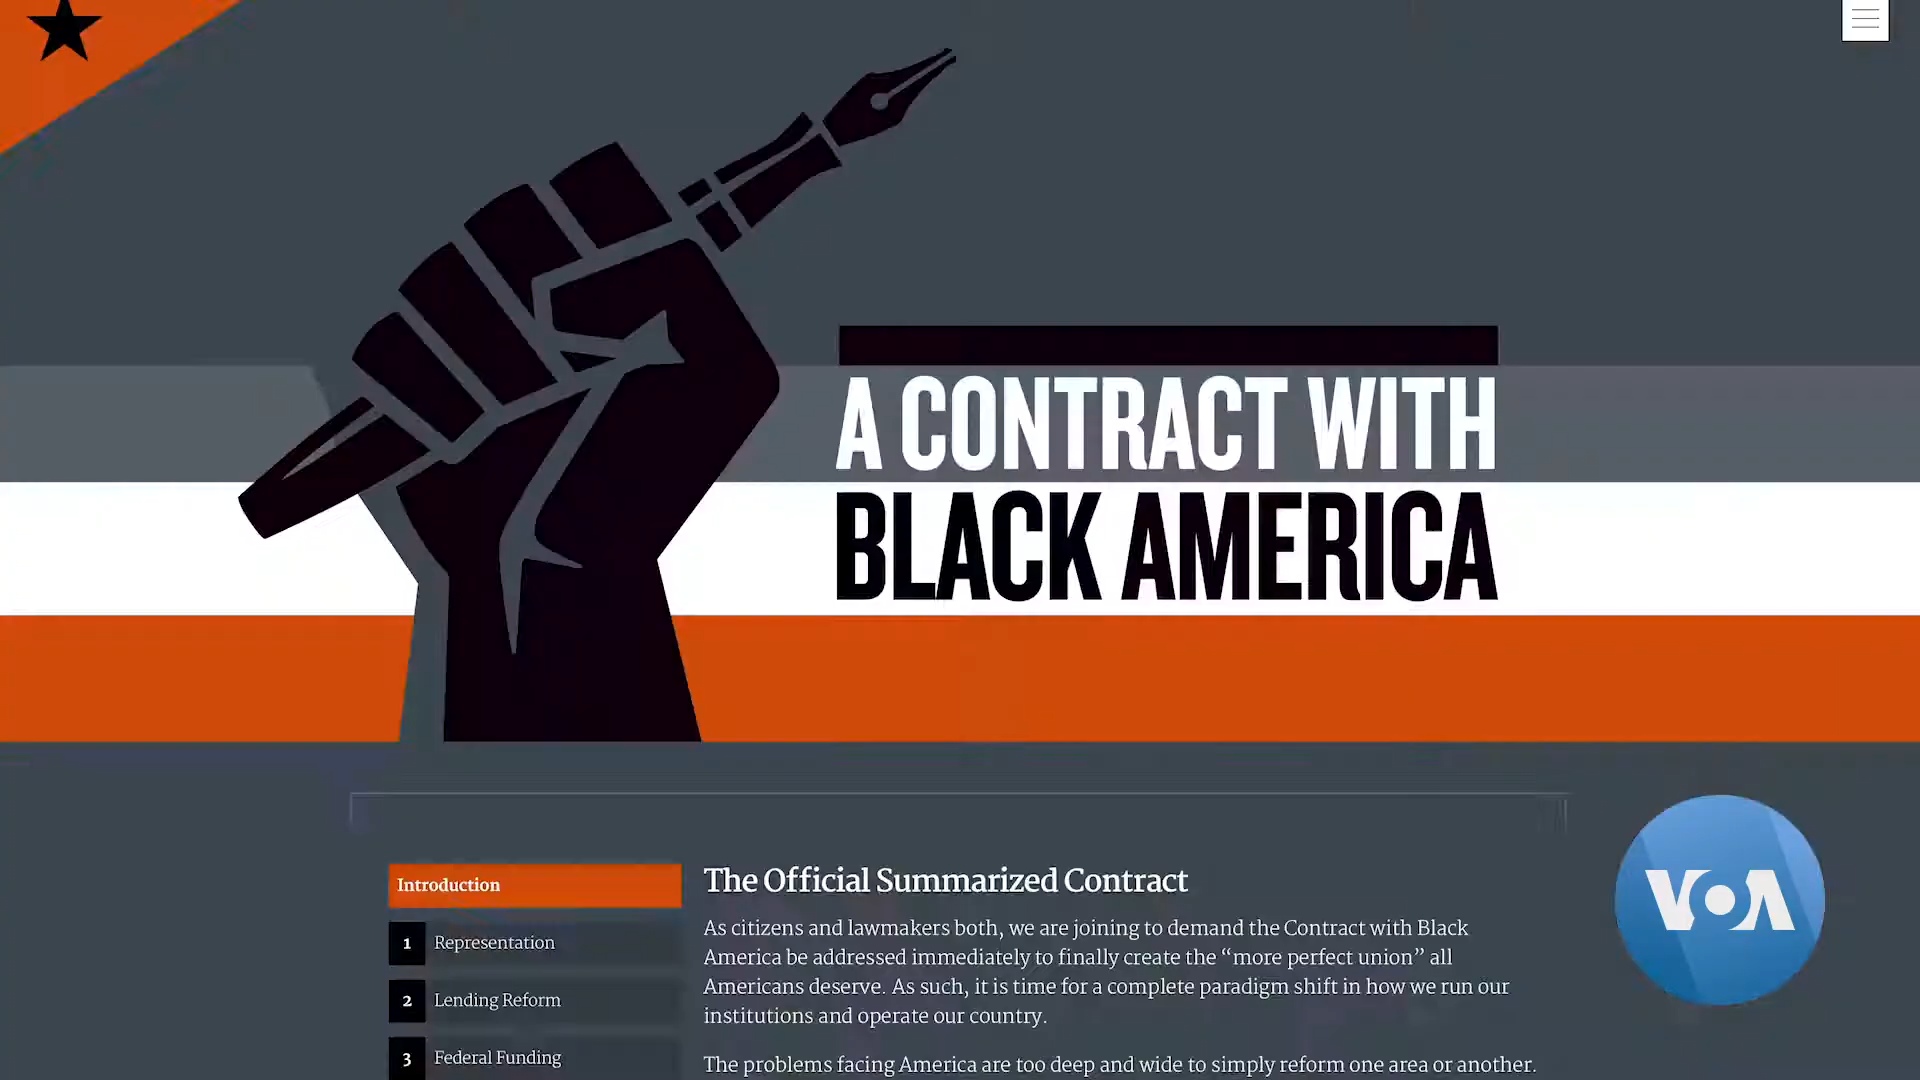 A CONTRACT WITH
BLACK AMERICA
Introduction
1 Representation
2 Lending Reform
3 Federal Funding
The Official Summarized Contract
As citizens and lawmakers both, we are joining to demand the Contract with Black
America be addressed immediately to finally create the “more perfect union” all
Americans deserve. As such, it is time for a complete paradigm shift in how we run our
institutions and operate our country.
The problems facing America are too deep and wide to simply reform one area or another.
VOA